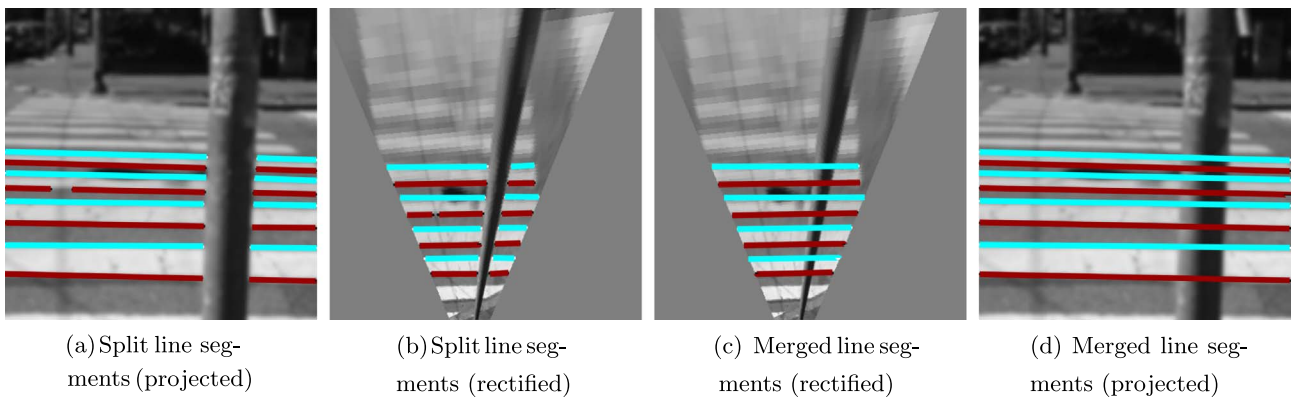 (a) Split line seg-
ments (projected)
(b) Split line seg-
ments (rectified)
(c) Merged line seg-
ments (rectified)
(d) Merged line seg-
ments (projected)